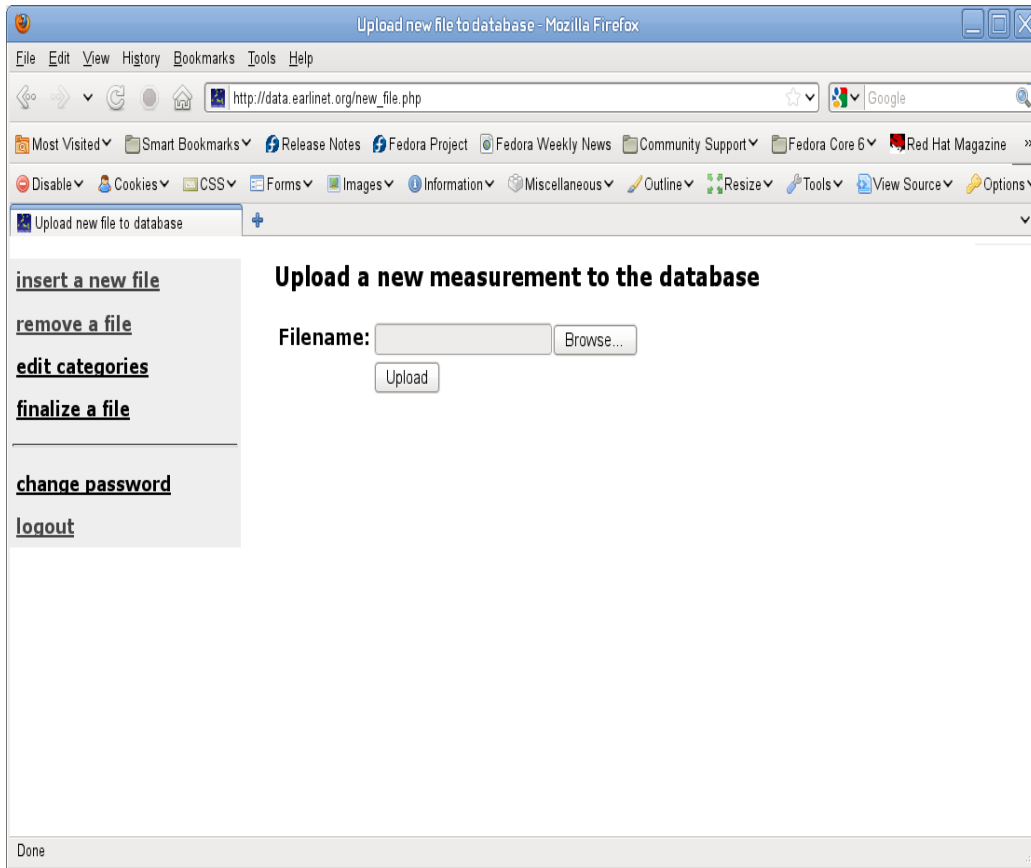 Upload new file to database - Mozilla Firefox
File Edit View History Bookmarks Tools Help
http://data.earlinet.org/new_file.php Google
Most Visited Smart Bookmarks Release Notes Fedora Project Fedora Weekly News Community Support Fedora Core 6 Red Hat Magazine »
Disable Cookies CSS Forms Images Information Miscellaneous Outline Resize Tools View Source Options
Upload new file to database
insert a new file
remove a file
edit categories
finalize a file
change password
logout
Upload a new measurement to the database
Filename: Browse...
Upload
Done